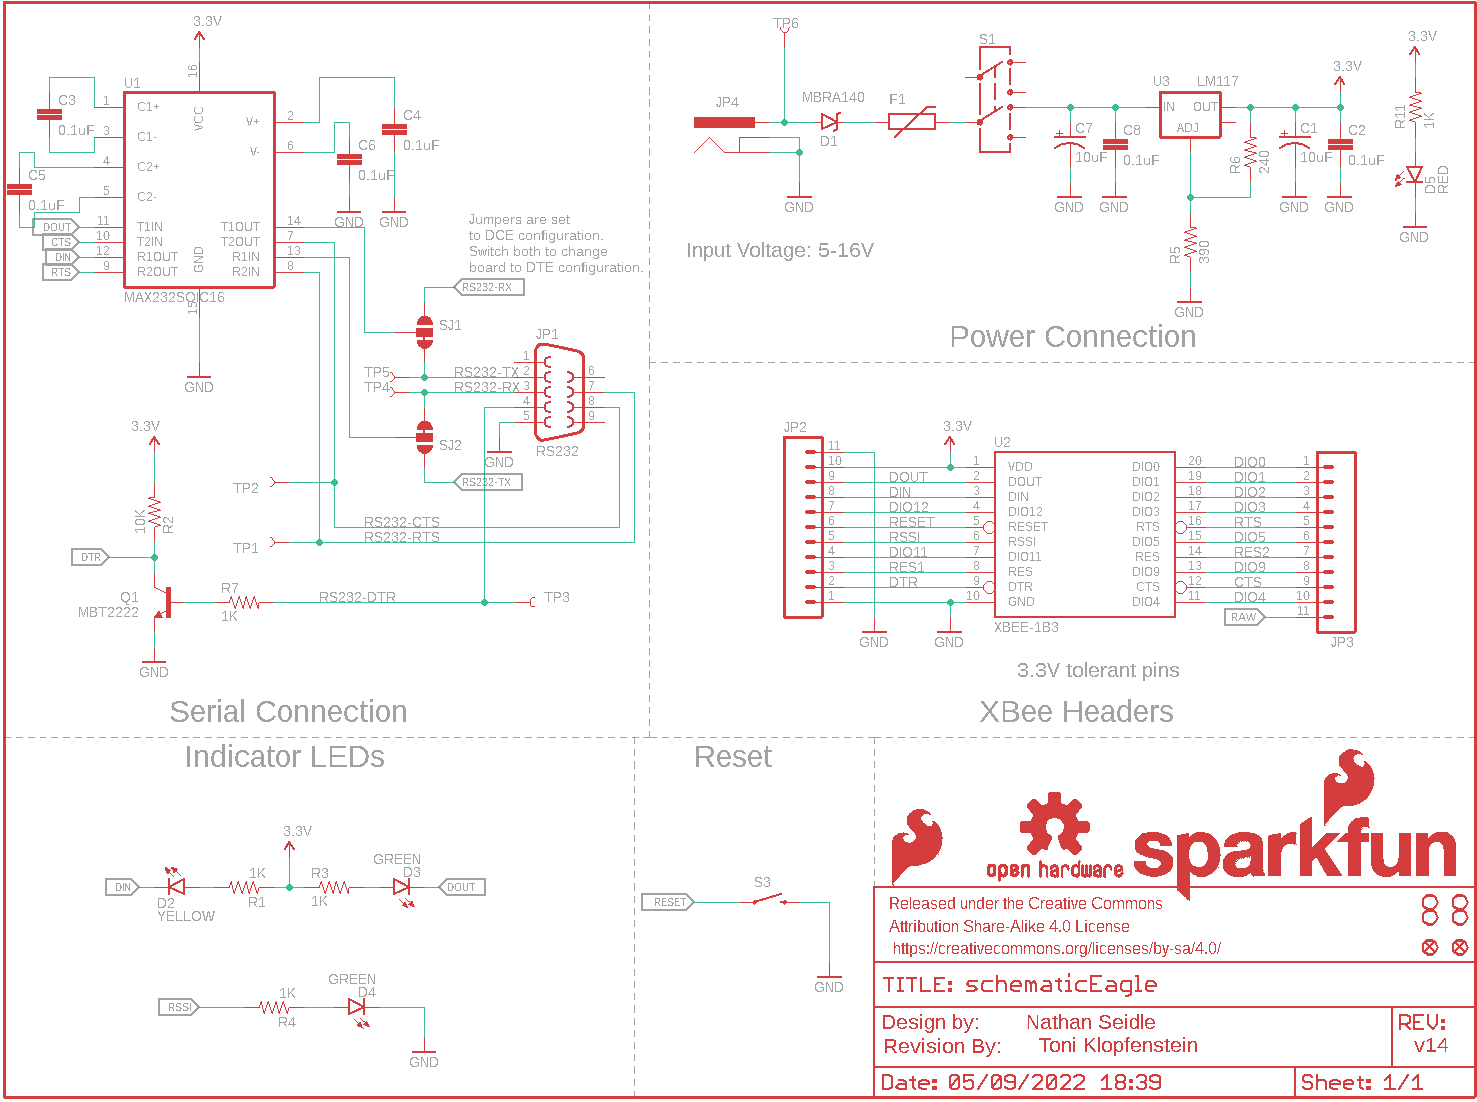 3.3V
16
U1
C3
0.1uF
1
C1+
VCC
V+
2
C4
0.1uF
3
C1-
V-
6
C6
0.1uF
4
C2+
C5
0.1uF
5
C2-
DOUT
11
T1IN
T1OUT
14
GND
GND
CTS
10
T2IN
T2OUT
7
DIN
12
R1OUT
GND
R1IN
13
RTS
9
R2OUT
R2IN
8
MAX232SOIC16
15
GND
Jumpers are set
to DCE configuration.
Switch both to change
board to DTE configuration.
RS232-RX
SJ1
JP1
TP5
RS232-TX
TP4
RS232-RX
1
2
3
4
5
6
7
8
9
RS232
SJ2
GND
RS232-TX
3.3V
10K
R2
TP2
RS232-CTS
TP1
RS232-RTS
DTR
Q1
MBT2222
R7
1K
RS232-DTR
TP3
GND
Serial Connection
TP6
JP4
MBRA140
D1
F1
S1
GND
C7
10uF
C8
0.1uF
GND
GND
U3
LM117
IN
OUT
ADJ
R6
240
R5
390
GND
3.3V
C1
10uF
C2
0.1uF
GND
GND
3.3V
R11
1K
D5
RED
GND
Input Voltage: 5-16V
Power Connection
JP2
11
10
9
8
7
6
5
4
3
2
1
3.3V
DOUT
DIN
DIO12
RESET
RSSI
DIO11
RES1
DTR
GND
GND
U2
1
VDD
DIO0
20
2
DOUT
DIO1
19
3
DIN
DIO2
18
4
DIO12
DIO3
17
5
RESET
RTS
16
6
RSSI
DIO5
15
7
DIO11
RES
14
8
RES
DIO9
13
9
DTR
CTS
12
10
GND
DIO4
11
XBEE-1B3
DIO0
1
DIO1
2
DIO2
3
DIO3
4
RTS
5
DIO5
6
RES2
7
DIO9
8
CTS
9
DIO4
10
RAW
11
JP3
3.3V tolerant pins
XBee Headers
Indicator LEDs
3.3V
DIN
D2
YELLOW
1K
R1
R3
1K
GREEN
D3
DOUT
RSSI
1K
R4
GREEN
D4
GND
Reset
RESET
S3
GND
open hardware
sparkfun
Released under the Creative Commons
Attribution Share-Alike 4.0 License
https://creativecommons.org/licenses/by-sa/4.0/
TITLE: schematicEagle
Design by: Nathan Seidle
Revision By: Toni Klopfenstein
REV:
v14
Date: 05/09/2022 18:39
Sheet: 1/1